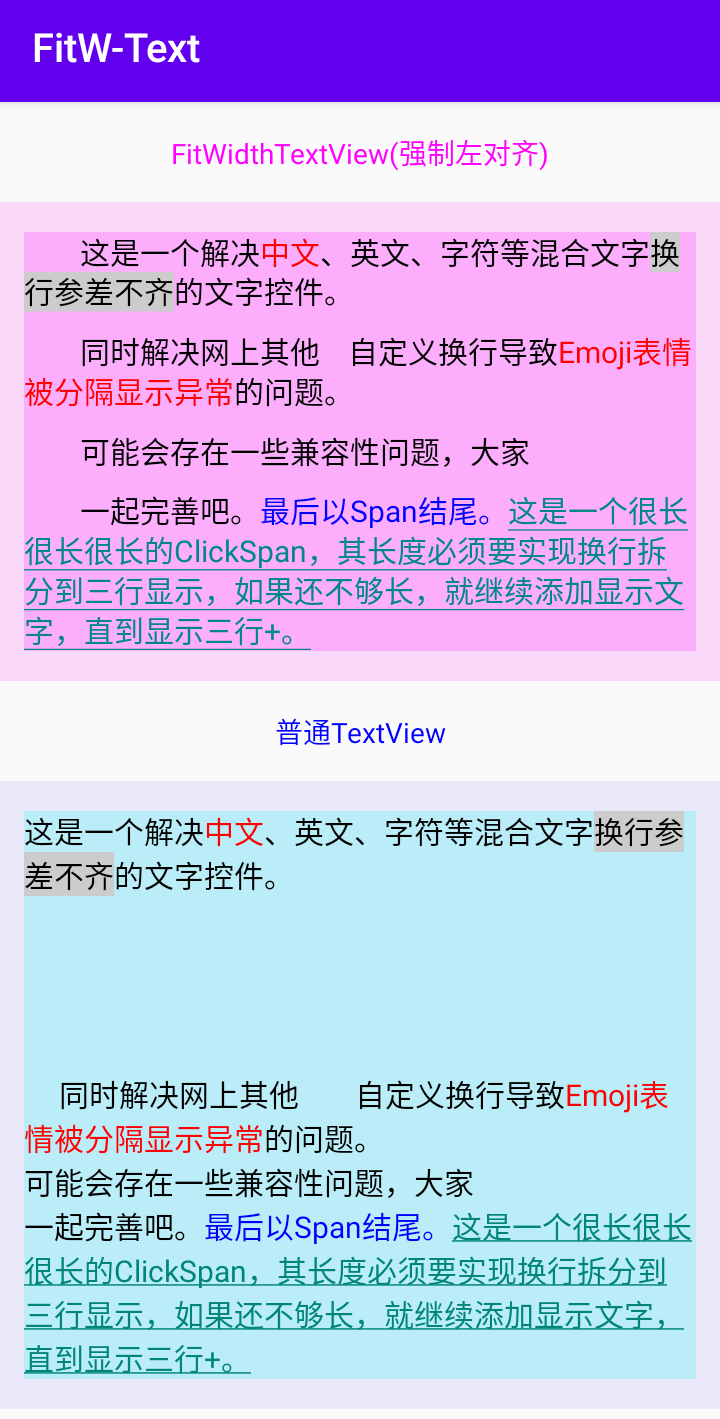 FitW-Text
FitWidthTextView(强制左对齐)
这是一个解决中文、英文、字符等混合文字换
行参差不齐的文字控件。
同时解决网上其他 自定义换行导致Emoji表情
被分隔显示异常的问题。
可能会存在一些兼容性问题，大家
一起完善吧。最后以Span结尾。这是一个很长
很长很长的ClickSpan，其长度必须要实现换行拆
分到三行显示，如果还不够长，就继续添加显示文
字，直到显示三行+。
普通TextView
这是一个解决中文、英文、字符等混合文字换行参
差不齐的文字控件。
同时解决网上其他 自定义换行导致Emoji表
情被分隔显示异常的问题。
可能会存在一些兼容性问题，大家
一起完善吧。最后以Span结尾。这是一个很长很长
很长的ClickSpan，其长度必须要实现换行拆分到
三行显示，如果还不够长，就继续添加显示文字，
直到显示三行+。